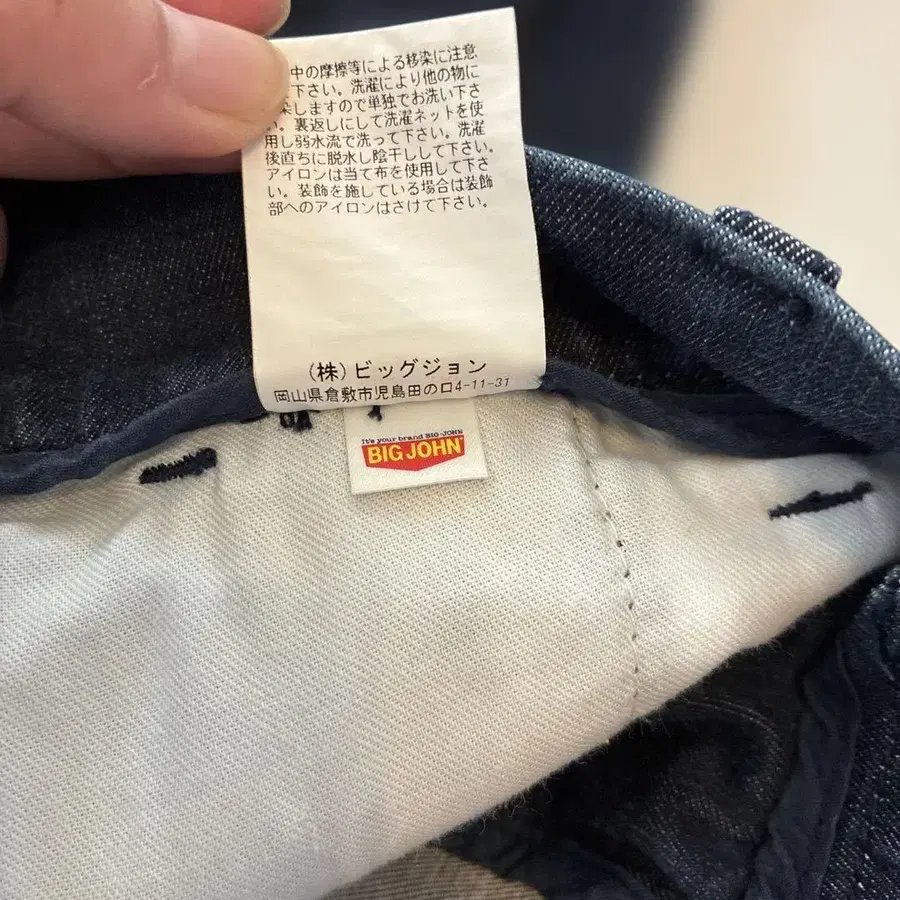 中の摩擦等による移染に注意
下さい。洗濯により他の物に
染しますので単独でお洗い下さ
い。裏返しにして洗濯ネットを使
用し弱水流で洗って下さい。洗濯
後直ちに脱水し陰干しして下さい。
アイロンは当て布を使用して下さ
い。装飾を施している場合は装飾
部へのアイロンはさけて下さい。
(株)ビッグジョン
岡山県倉敷市児島田の口4-11-31
It's your brand BIG-JOHN
BIG JOHN